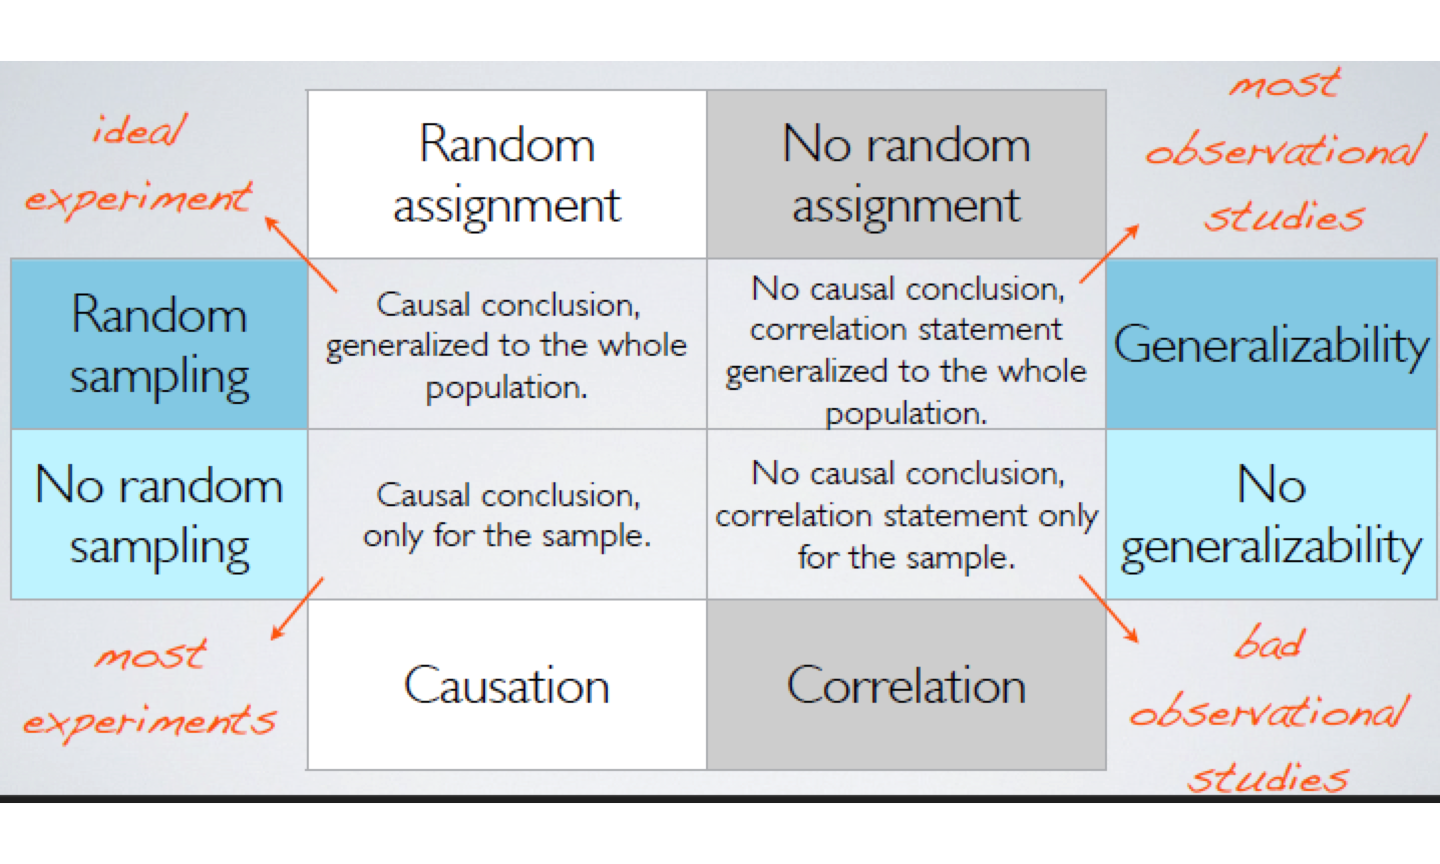 ideal
experiment
Random
assignment
No random
assignment
most
observational
studies
Random
sampling
Causal conclusion,
generalized to the whole
population.
No causal conclusion,
correlation statement
generalized to the whole
population.
Generalizability
No random
sampling
Causal conclusion,
only for the sample.
No causal conclusion,
correlation statement only
for the sample.
No
generalizability
most
experiments
Causation
Correlation
bad
observational
studies